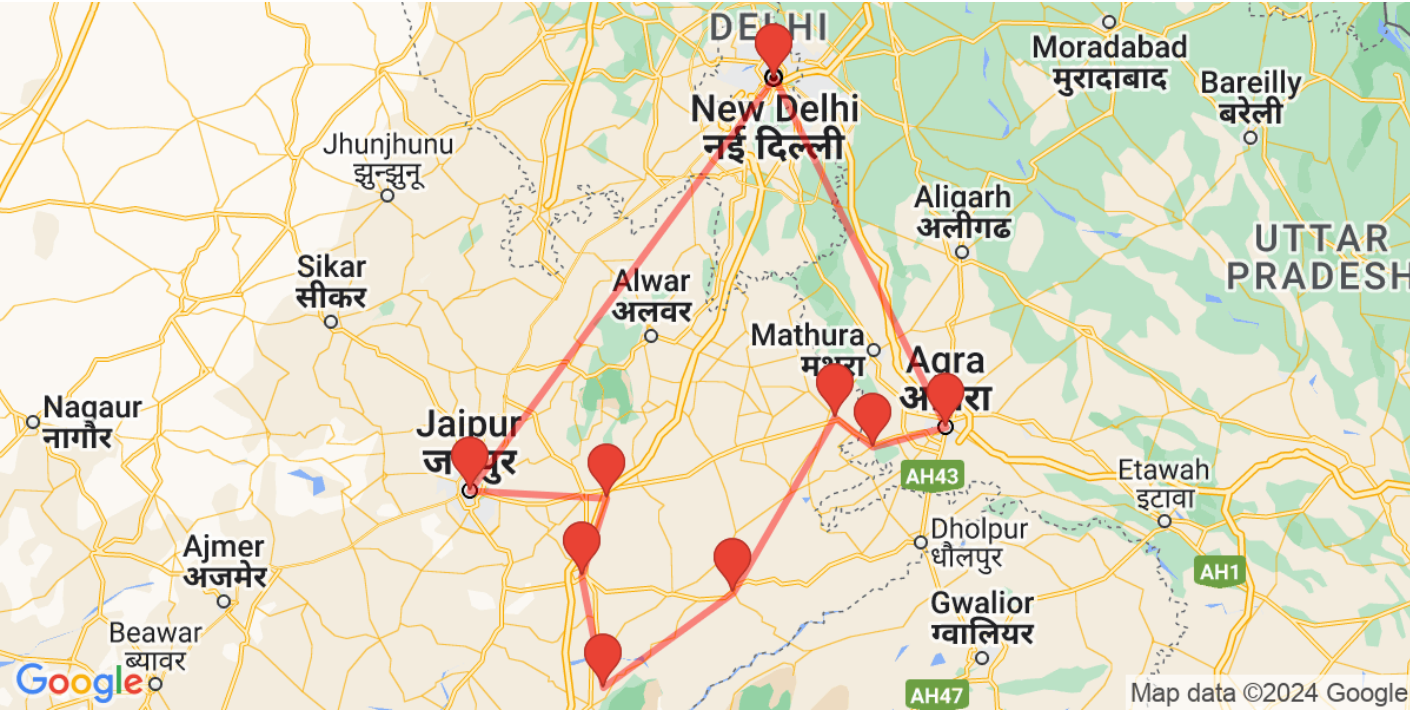 DELHI
New Delhi
नई दिल्ली
Moradabad
मुरादाबाद
Bareilly
बरेली
Jhunjhunu
झुन्झुनू
Aligarh
अलीगढ
UTTAR
PRADESH
Sikar
सीकर
Alwar
अलवर
Mathura
Agra
Nagaur
नागौर
Jaipur
Etawah
इटावा
AH43
Dholpur
धौलपुर
Ajmer
अजमेर
AH1
Gwalior
ग्वालियर
Beawar
ब्यावर
Google
AH47
Map data ©2024 Google